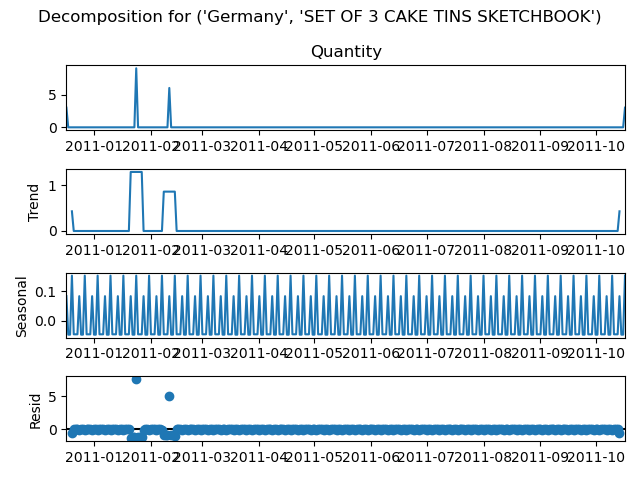 Decomposition for ('Germany', 'SET OF 3 CAKE TINS SKETCHBOOK')
Quantity
5
0
2011-01 2011-02 2011-03 2011-04 2011-05 2011-06 2011-07 2011-08 2011-09 2011-10
Trend
1
0
2011-01 2011-02 2011-03 2011-04 2011-05 2011-06 2011-07 2011-08 2011-09 2011-10
Seasonal
0.1
0.0
2011-01 2011-02 2011-03 2011-04 2011-05 2011-06 2011-07 2011-08 2011-09 2011-10
Resid
5
0
2011-01 2011-02 2011-03 2011-04 2011-05 2011-06 2011-07 2011-08 2011-09 2011-10